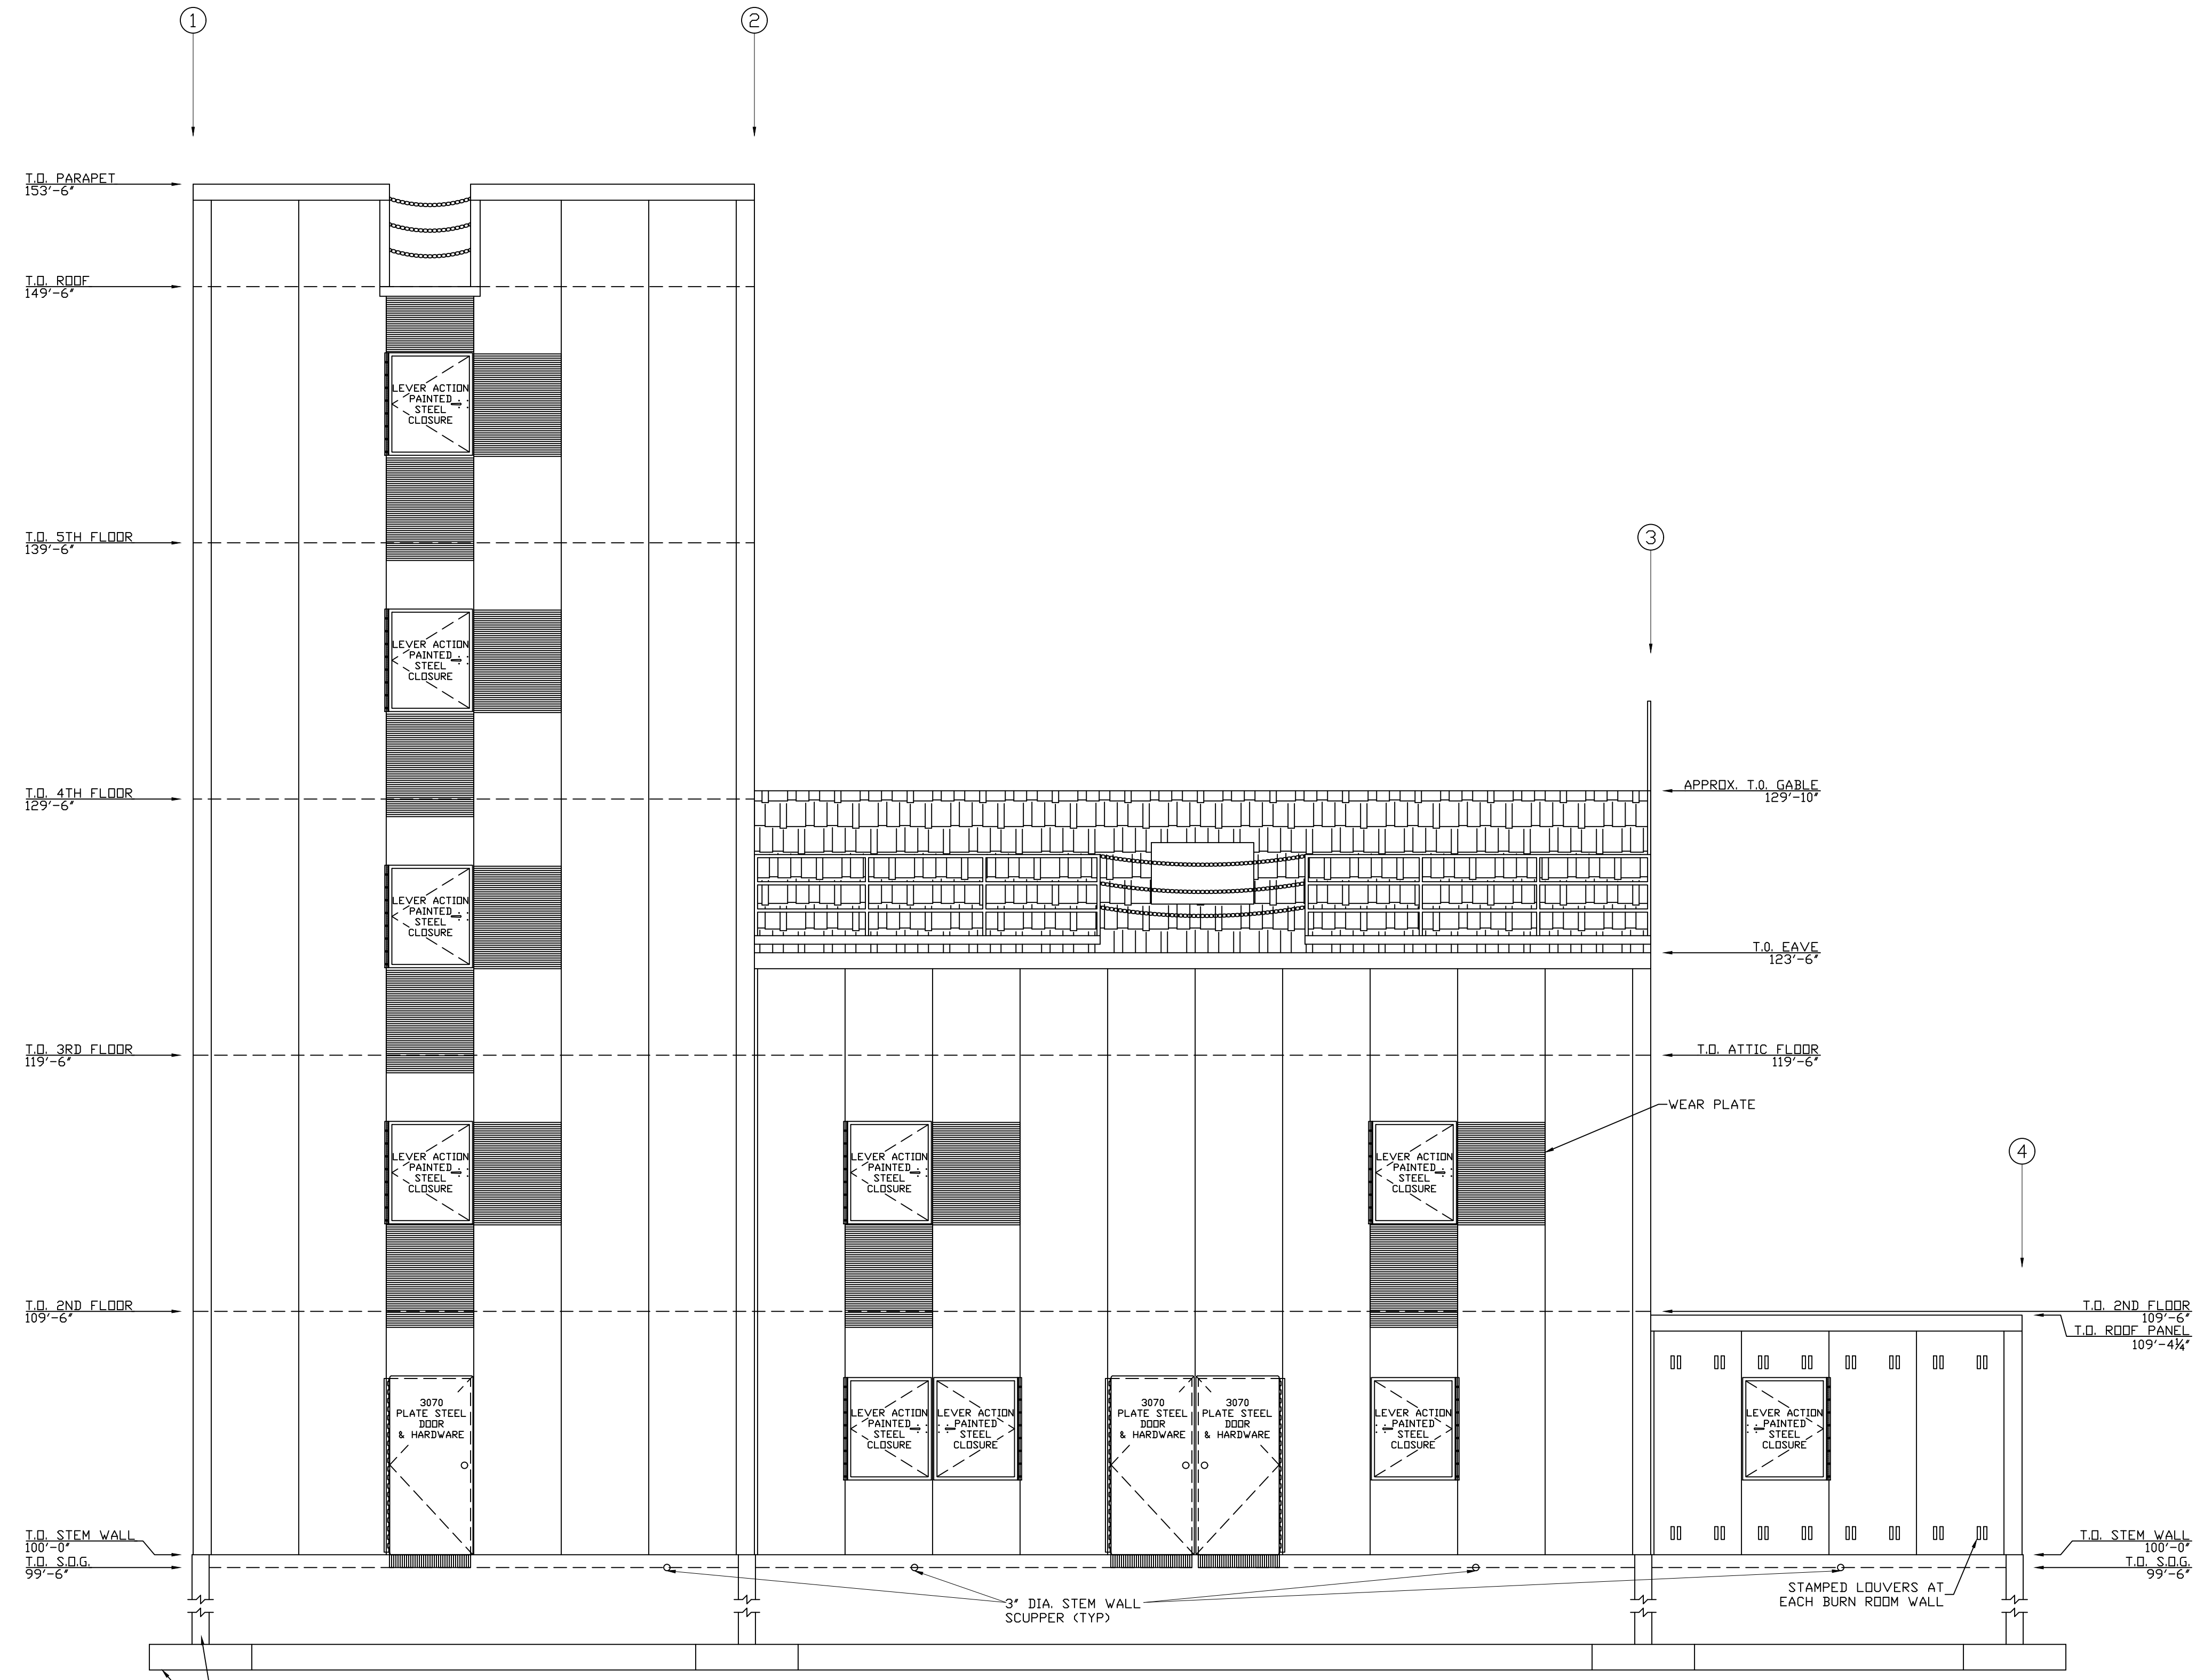 1
2
T.O. PARAPET
153'-6"
T.O. ROOF
149'-6"
LEVER ACTION
PAINTED
STEEL
CLOSURE
3
T.O. 5TH FLOOR
139'-6"
LEVER ACTION
PAINTED
STEEL
CLOSURE
T.O. 4TH FLOOR
129'-6"
APPROX. T.O. GABLE
129'-10"
LEVER ACTION
PAINTED
STEEL
CLOSURE
T.O. EAVE
123'-6"
T.O. 3RD FLOOR
119'-6"
T.O. ATTIC FLOOR
119'-6"
WEAR PLATE
4
LEVER ACTION
PAINTED
STEEL
CLOSURE
LEVER ACTION
PAINTED
STEEL
CLOSURE
LEVER ACTION
PAINTED
STEEL
CLOSURE
T.O. 2ND FLOOR
109'-6"
T.O. 2ND FLOOR
109'-6"
T.O. ROOF PANEL
109'-4¼"
3070
PLATE STEEL
DOOR
& HARDWARE
LEVER ACTION
PAINTED
STEEL
CLOSURE
LEVER ACTION
PAINTED
STEEL
CLOSURE
3070
PLATE STEEL
DOOR
& HARDWARE
3070
PLATE STEEL
DOOR
& HARDWARE
LEVER ACTION
PAINTED
STEEL
CLOSURE
LEVER ACTION
PAINTED
STEEL
CLOSURE
T.O. STEM WALL
100'-0"
T.O. S.O.G.
99'-6"
T.O. STEM WALL
100'-0"
T.O. S.O.G.
99'-6"
3" DIA. STEM WALL
SCUPPER (TYP)
STAMPED LOUVERS AT
EACH BURN ROOM WALL